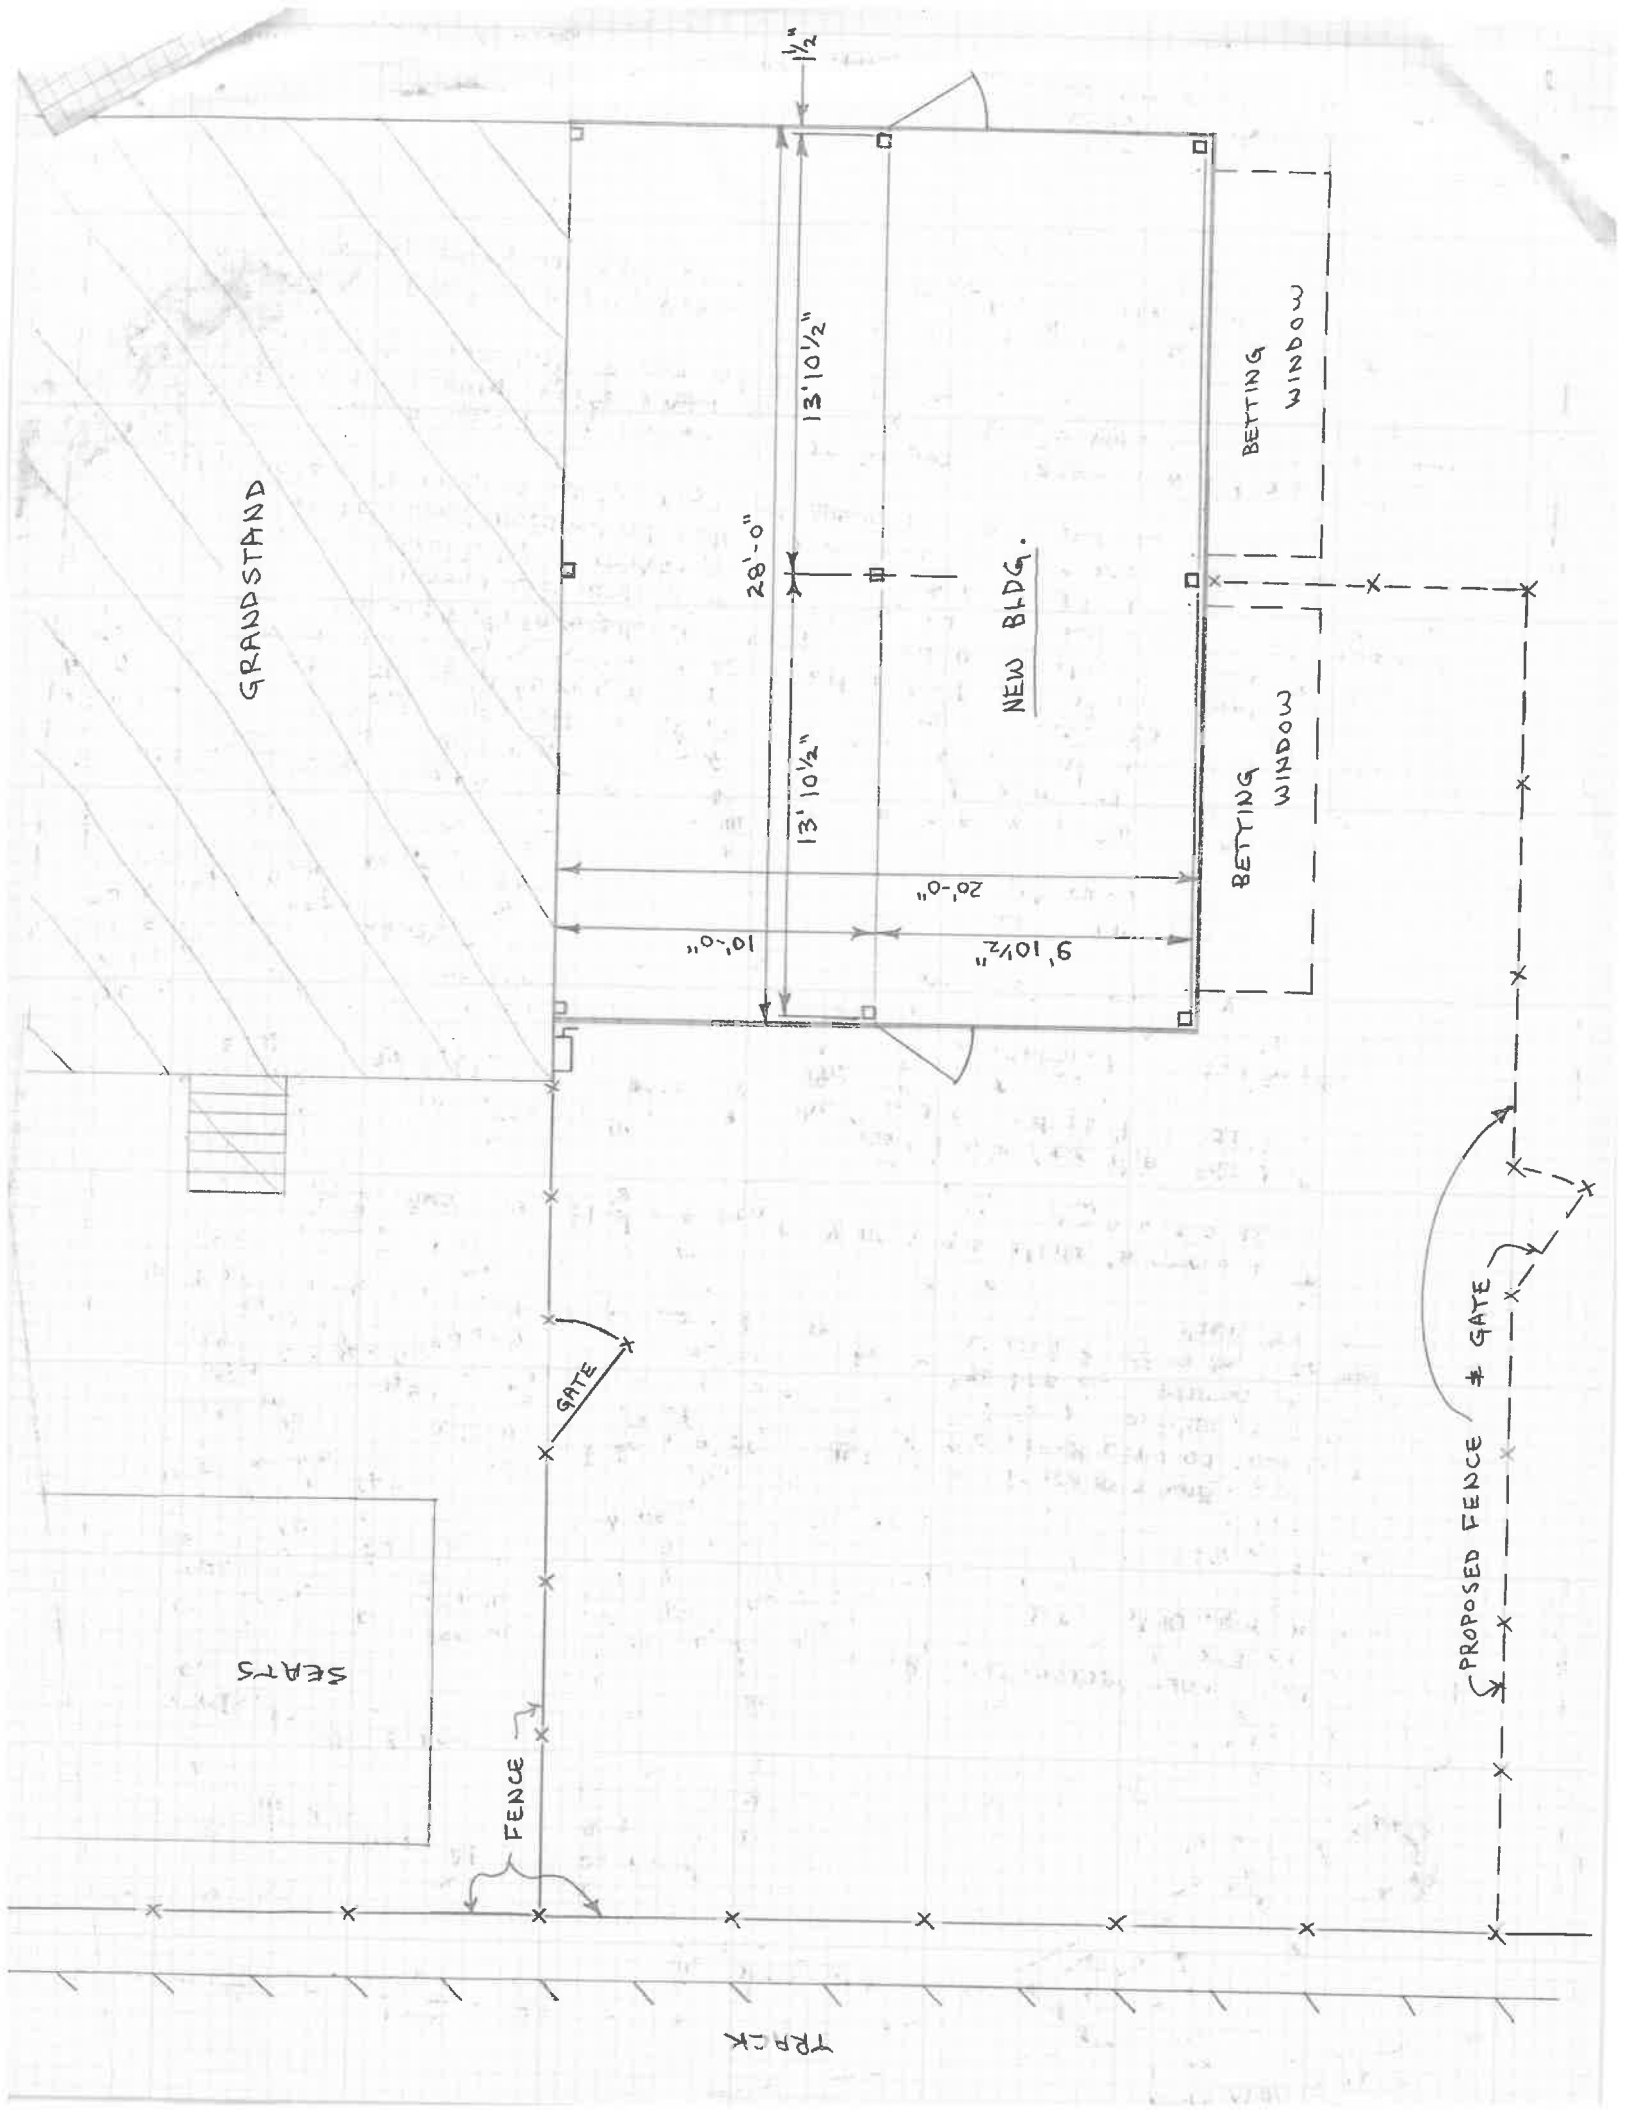 GRANDSTAND
1½"
13'10½"
28'-0"
13'10½"
20'-0"
10'-0"
9'10½"
NEW BLDG.
BETTING
WINDOW
BETTING
WINDOW
GATE
SEATS
FENCE
PROPOSED FENCE & GATE
TRACK